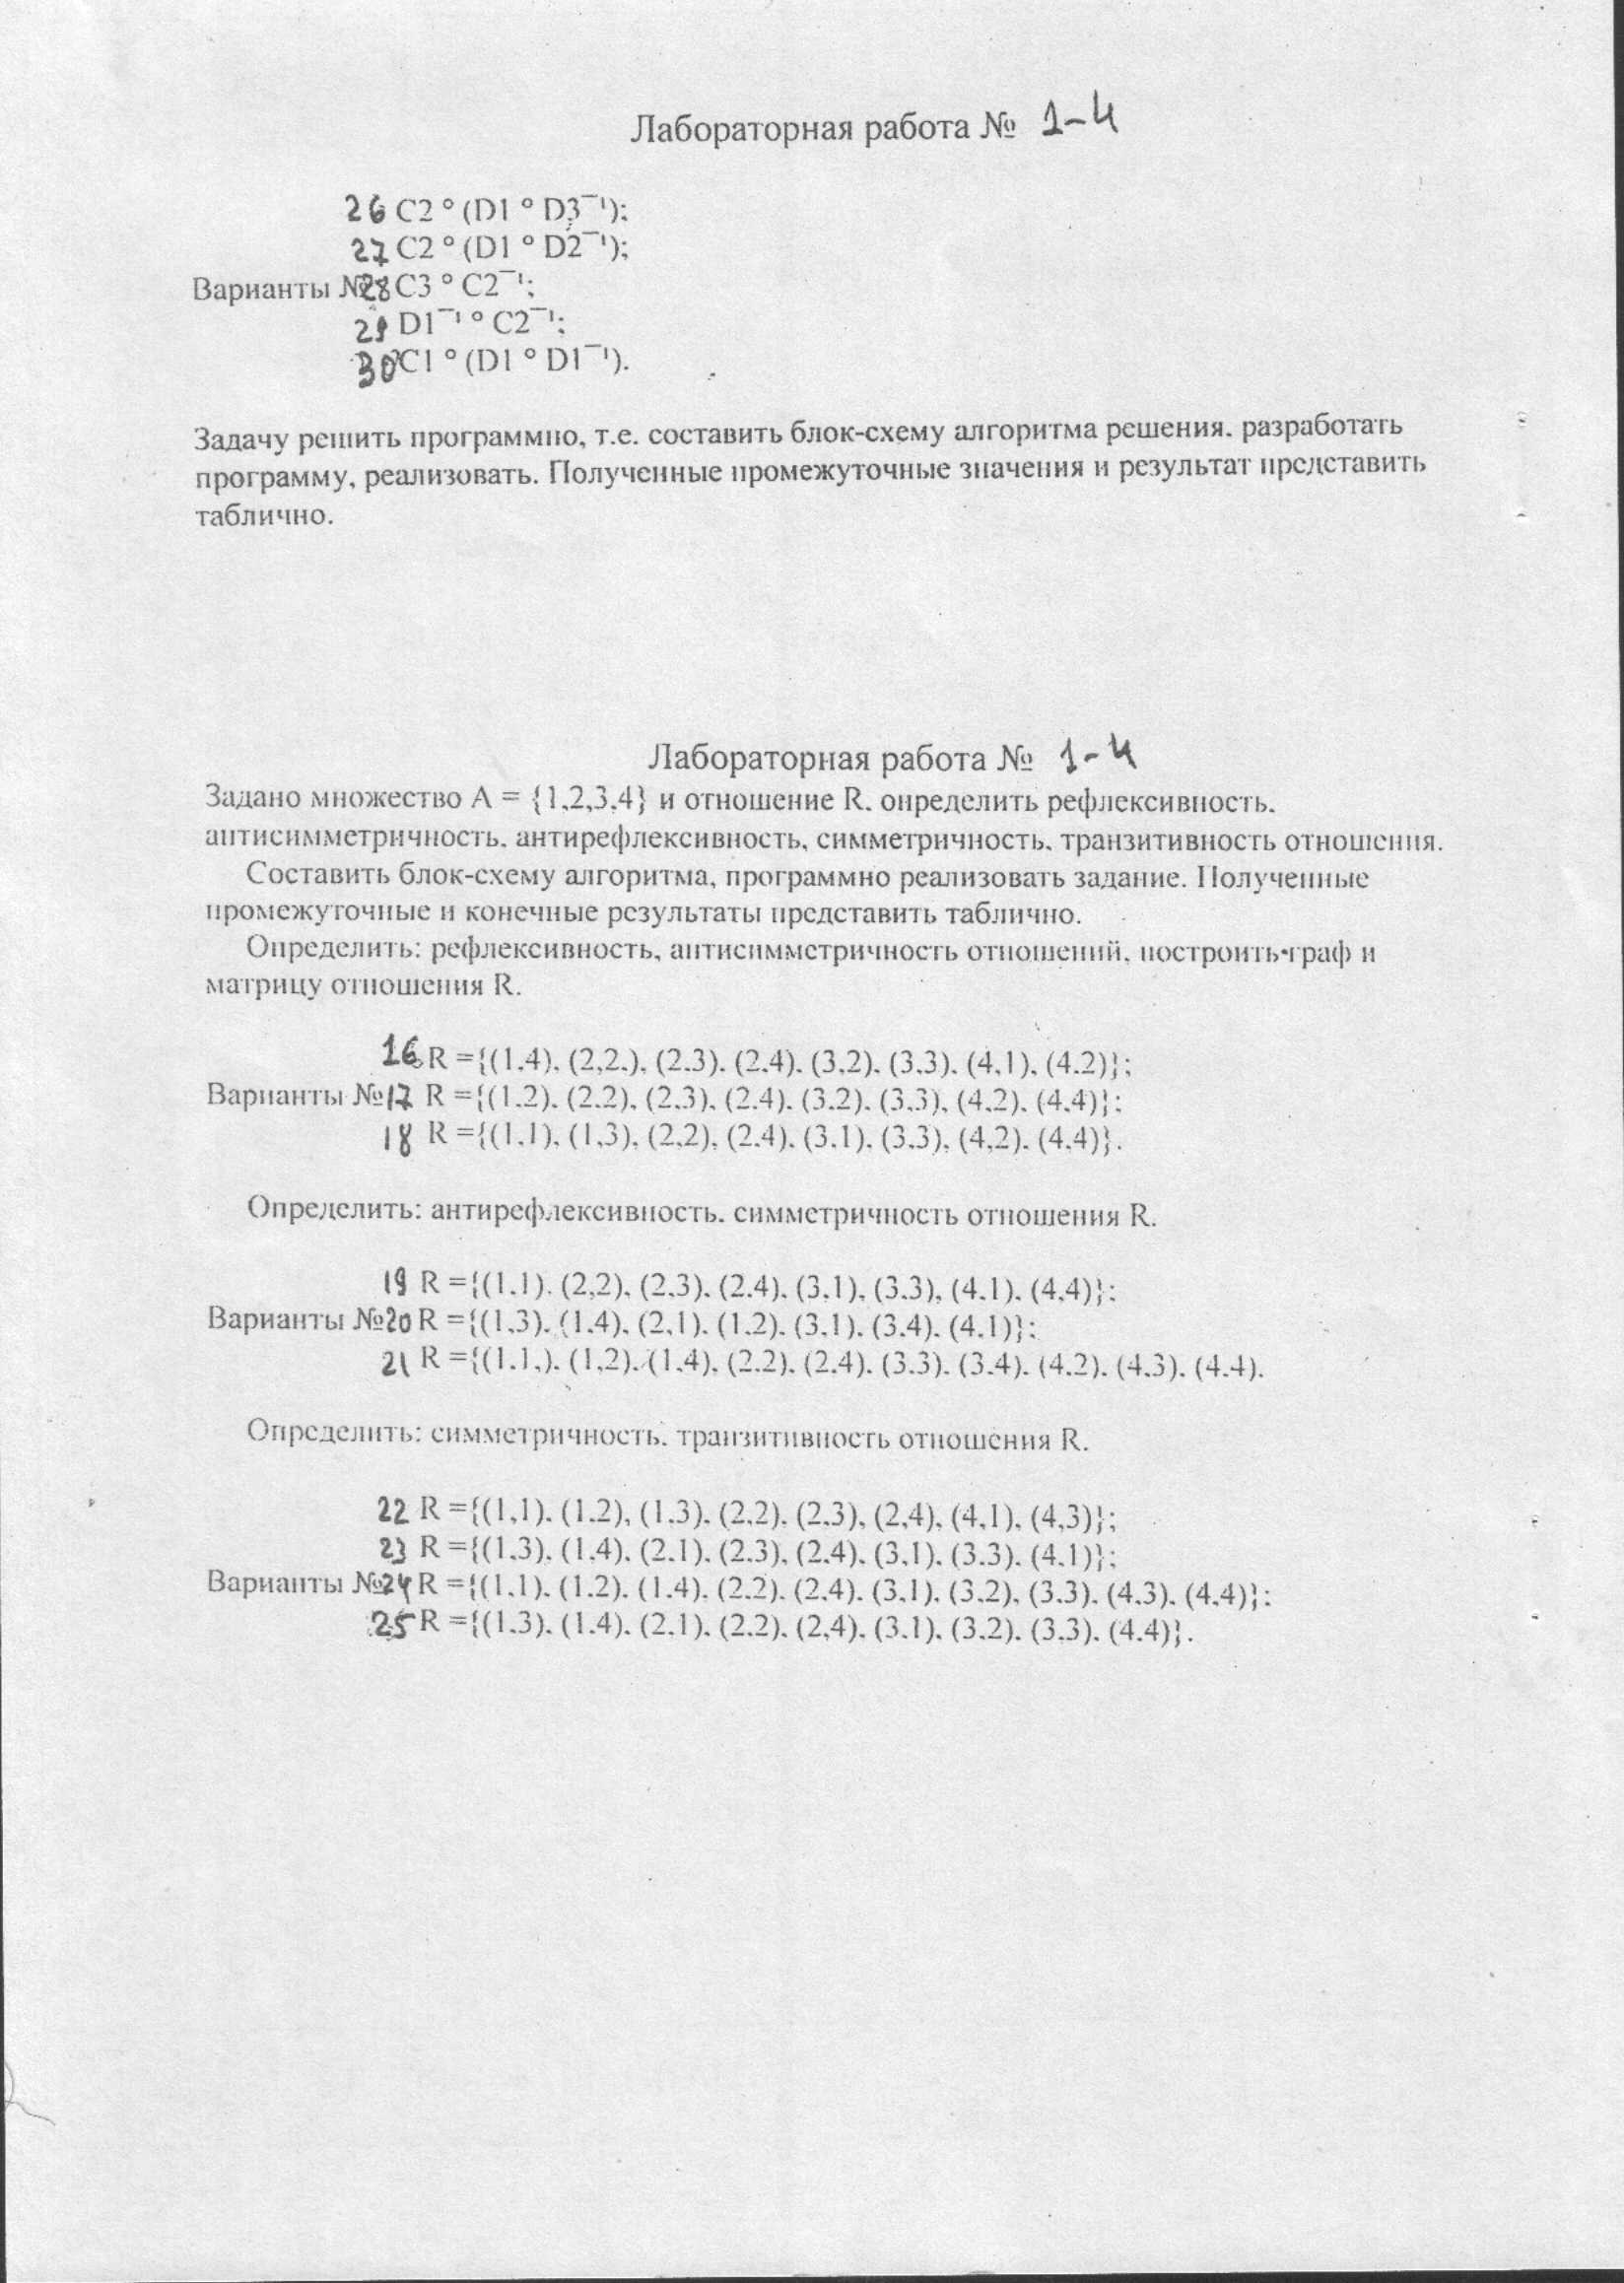 Лабораторная работа № 1-4
26 C2 ° (D1 ° D3⁻¹);
27 C2 ° (D1 ° D2⁻¹);
Варианты №28 C3 ° C2⁻¹;
29 D1⁻¹ ° C2⁻¹;
30 C1 ° (D1 ° D1⁻¹).
Задачу решить программно, т.е. составить блок-схему алгоритма решения, разработать
программу, реализовать. Полученные промежуточные значения и результат представить
таблично.
Лабораторная работа № 1-4
Задано множество А = {1,2,3,4} и отношение R, определить рефлексивность,
антисимметричность, антирефлексивность, симметричность, транзитивность отношения.
Составить блок-схему алгоритма, программно реализовать задание. Полученные
промежуточные и конечные результаты представить таблично.
Определить: рефлексивность, антисимметричность отношений, построить граф и
матрицу отношения R.
16 R ={(1,4), (2,2,), (2,3), (2,4), (3,2), (3,3), (4,1), (4,2)};
Варианты №17 R ={(1,2), (2,2), (2,3), (2,4), (3,2), (3,3), (4,2), (4,4)};
18 R ={(1,1), (1,3), (2,2), (2,4), (3,1), (3,3), (4,2), (4,4)}.
Определить: антирефлексивность, симметричность отношения R.
19 R ={(1,1), (2,2), (2,3), (2,4), (3,1), (3,3), (4,1), (4,4)};
Варианты №20 R ={(1,3), (1,4), (2,1), (1,2), (3,1), (3,4), (4,1)};
21 R ={(1,1,), (1,2), (1,4), (2,2), (2,4), (3,3), (3,4), (4,2), (4,3), (4,4).
Определить: симметричность, транзитивность отношения R.
22 R ={(1,1), (1,2), (1,3), (2,2), (2,3), (2,4), (4,1), (4,3)};
23 R ={(1,3), (1,4), (2,1), (2,3), (2,4), (3,1), (3,3), (4,1)};
Варианты №24 R ={(1,1), (1,2), (1,4), (2,2), (2,4), (3,1), (3,2), (3,3), (4,3), (4,4)};
25 R ={(1,3), (1,4), (2,1), (2,2), (2,4), (3,1), (3,2), (3,3), (4,4)}.